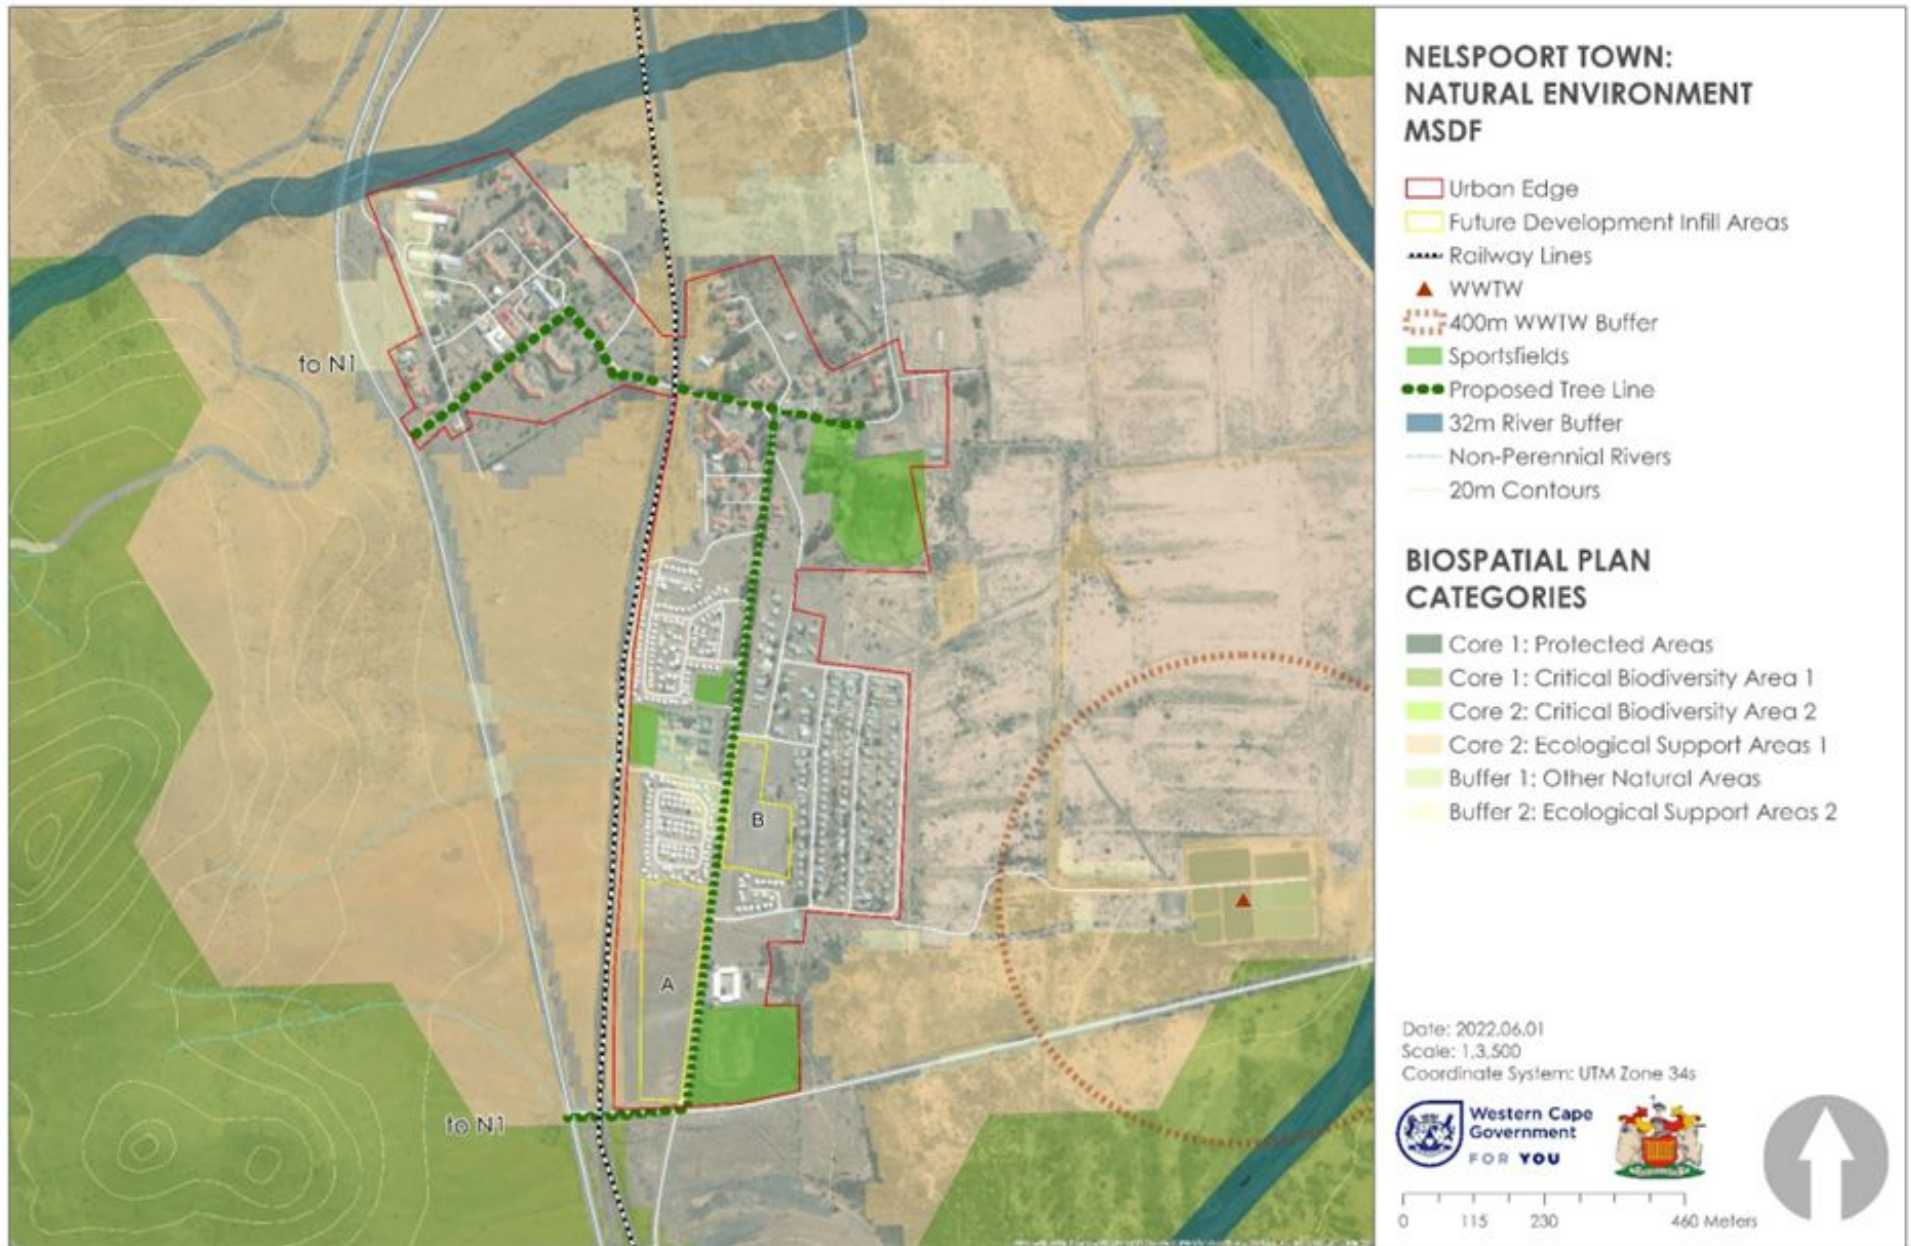 to N1
B
A
to N1
NELSPOORT TOWN:
NATURAL ENVIRONMENT
MSDF
Urban Edge
Future Development Infill Areas
Railway Lines
WWTW
400m WWTW Buffer
Sportsfields
Proposed Tree Line
32m River Buffer
Non-Perennial Rivers
20m Contours
BIOSPATIAL PLAN
CATEGORIES
Core 1: Protected Areas
Core 1: Critical Biodiversity Area 1
Core 2: Critical Biodiversity Area 2
Core 2: Ecological Support Areas 1
Buffer 1: Other Natural Areas
Buffer 2: Ecological Support Areas 2
Date: 2022.06.01
Scale: 1,3,500
Coordinate System: UTM Zone 34s
Western Cape
Government
FOR YOU
0 115 230 460 Meters